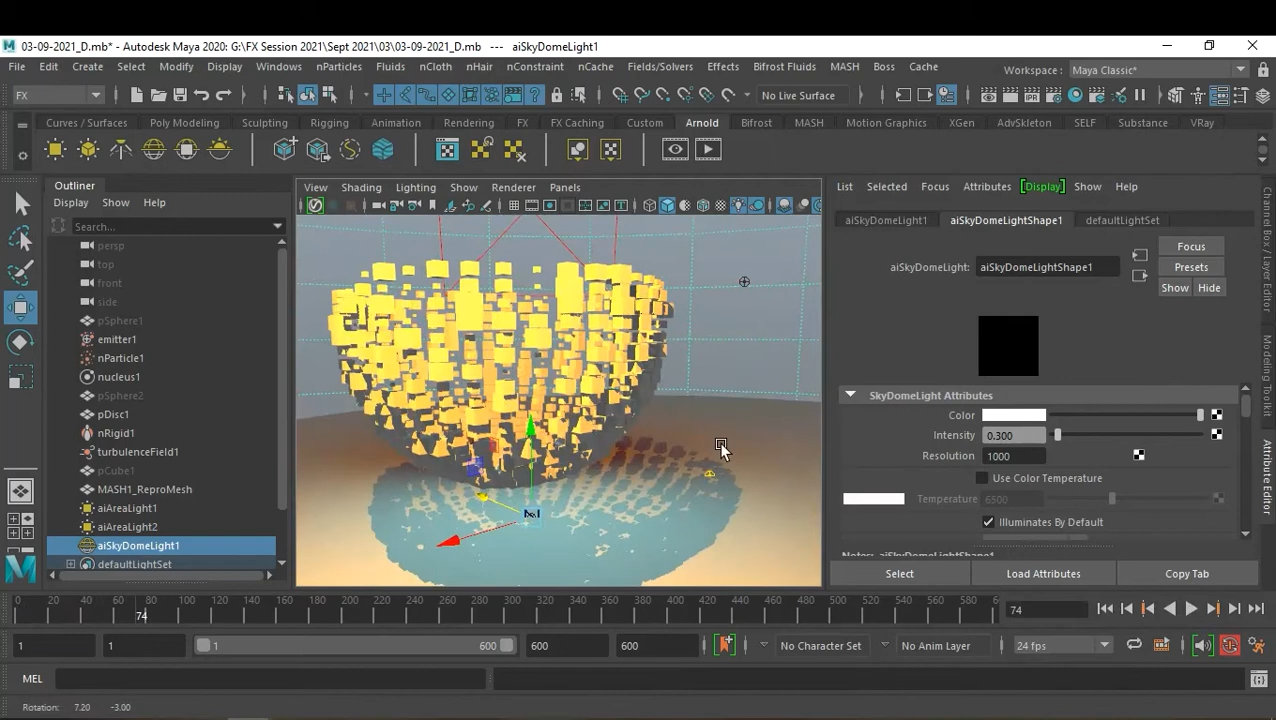 03-09-2021_D.mb* - Autodesk Maya 2020: G:\FX Session 2021\Sept 2021\03\03-09-2021_D.mb --- aiSkyDomeLight1
File Edit Create Select Modify Display Windows nParticles Fluids nCloth nHair nConstraint nCache Fields/Solvers Effects Bifrost Fluids MASH Boss Cache Workspace : Maya Classic*
FX No Live Surface IPR
Curves / Surfaces Poly Modeling Sculpting Rigging Animation Rendering FX FX Caching Custom Arnold Bifrost MASH Motion Graphics XGen AdvSkeleton SELF Substance VRay
Outliner
Display Show Help
Search...
persp
top
front
side
pSphere1
emitter1
nParticle1
nucleus1
pSphere2
pDisc1
nRigid1
turbulenceField1
pCube1
MASH1_ReproMesh
aiAreaLight1
aiAreaLight2
aiSkyDomeLight1
defaultLightSet
View Shading Lighting Show Renderer Panels
List Selected Focus Attributes [Display] Show Help
aiSkyDomeLight1 aiSkyDomeLightShape1 defaultLightSet
aiSkyDomeLight: aiSkyDomeLightShape1
Focus
Presets
Show Hide
SkyDomeLight Attributes
Color
Intensity 0.300
Resolution 1000
Use Color Temperature
Temperature 6500
Illuminates By Default
Notes: aiSkyDomeLightShape1
Select Load Attributes Copy Tab
Channel Box / Layer Editor
Modeling Toolkit
Attribute Editor
0 20 40 60 80 100 120 140 160 180 200 220 240 260 280 300 320 340 360 380 400 420 440 460 480 500 520 540 560 580 60
74
74
1 1 1 600 600 600 No Character Set No Anim Layer 24 fps
MEL
Rotation: 7.20 -3.00